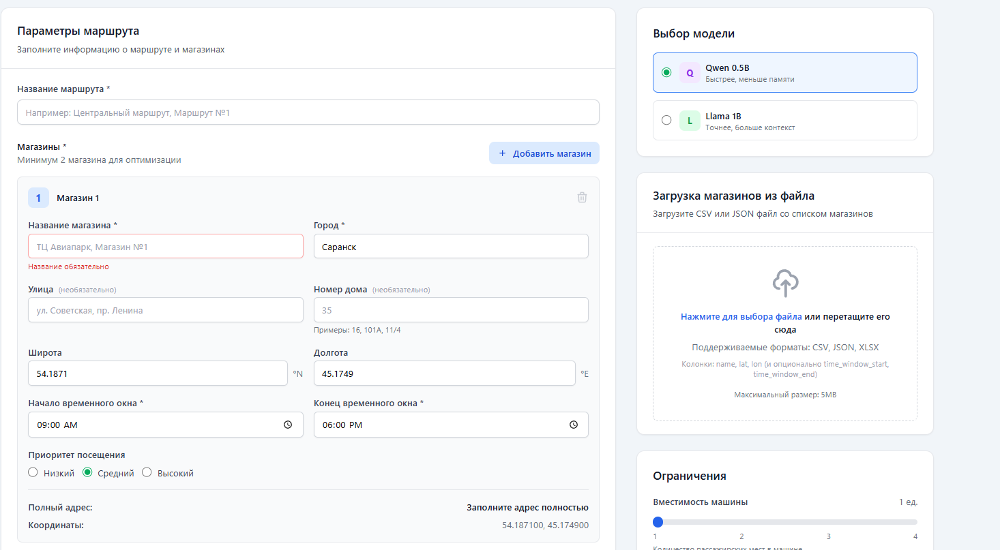 Параметры маршрута
Заполните информацию о маршруте и магазинах
Название маршрута *
Например: Центральный маршрут, Маршрут №1
Магазины *
Минимум 2 магазина для оптимизации
+ Добавить магазин
1 Магазин 1
Название магазина *
ТЦ Авиапарк, Магазин №1
Название обязательно
Город *
Саранск
Улица (необязательно)
ул. Советская, пр. Ленина
Номер дома (необязательно)
35
Примеры: 16, 101А, 11/4
Широта
54.1871 °N
Долгота
45.1749 °E
Начало временного окна *
09:00 AM
Конец временного окна *
06:00 PM
Приоритет посещения
Низкий Средний Высокий
Полный адрес: Заполните адрес полностью
Координаты: 54.187100, 45.174900
Выбор модели
Q Qwen 0.5B
Быстрее, меньше памяти
L Llama 1B
Точнее, больше контекст
Загрузка магазинов из файла
Загрузите CSV или JSON файл со списком магазинов
Нажмите для выбора файла или перетащите его
сюда
Поддерживаемые форматы: CSV, JSON, XLSX
Колонки: name, lat, lon (и опционально time_window_start,
time_window_end)
Максимальный размер: 5MB
Ограничения
Вместимость машины 1 ед.
1 2 3 4
Количество пассажирских мест в машине